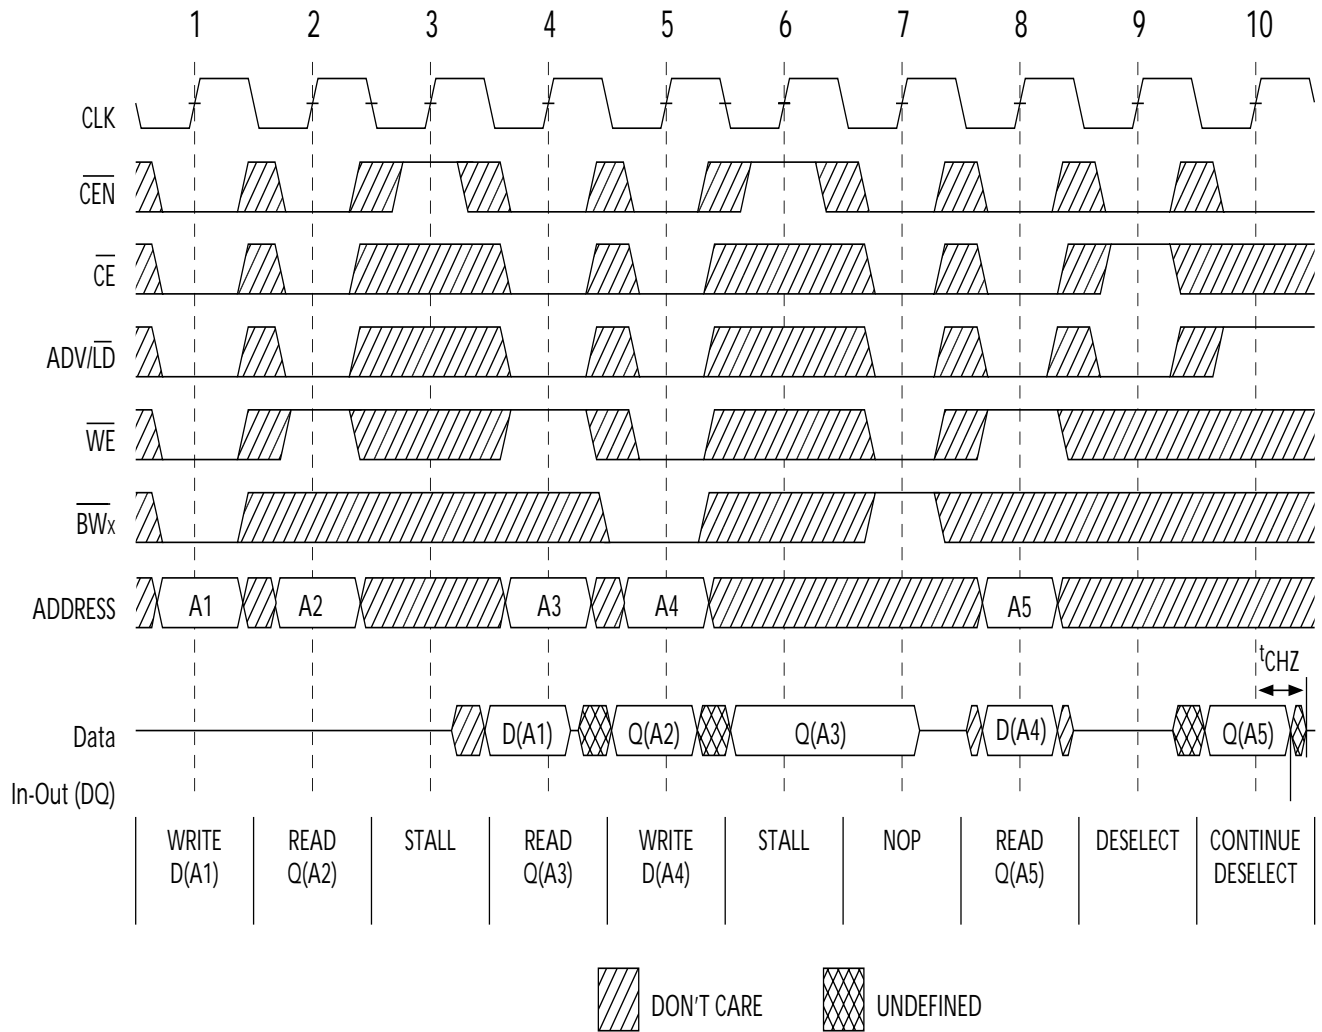 1 2 3 4 5 6 7 8 9 10
CLK
CEN
CE
ADV/LD
WE
BWx
ADDRESS A1 A2 A3 A4 A5
tCHZ
Data D(A1) Q(A2) Q(A3) D(A4) Q(A5)
In-Out (DQ)
WRITE READ STALL READ WRITE STALL NOP READ DESELECT CONTINUE
D(A1) Q(A2) Q(A3) D(A4) Q(A5) DESELECT
DON'T CARE UNDEFINED